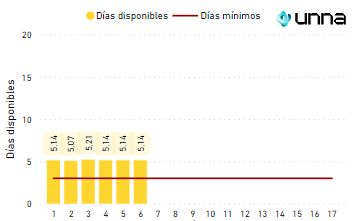 Días disponibles Días mínimos unna
Días disponibles
20
15
10
5
0
5,14 5,07 5,21 5,14 5,14 5,14
1 2 3 4 5 6 7 8 9 10 11 12 13 14 15 16 17